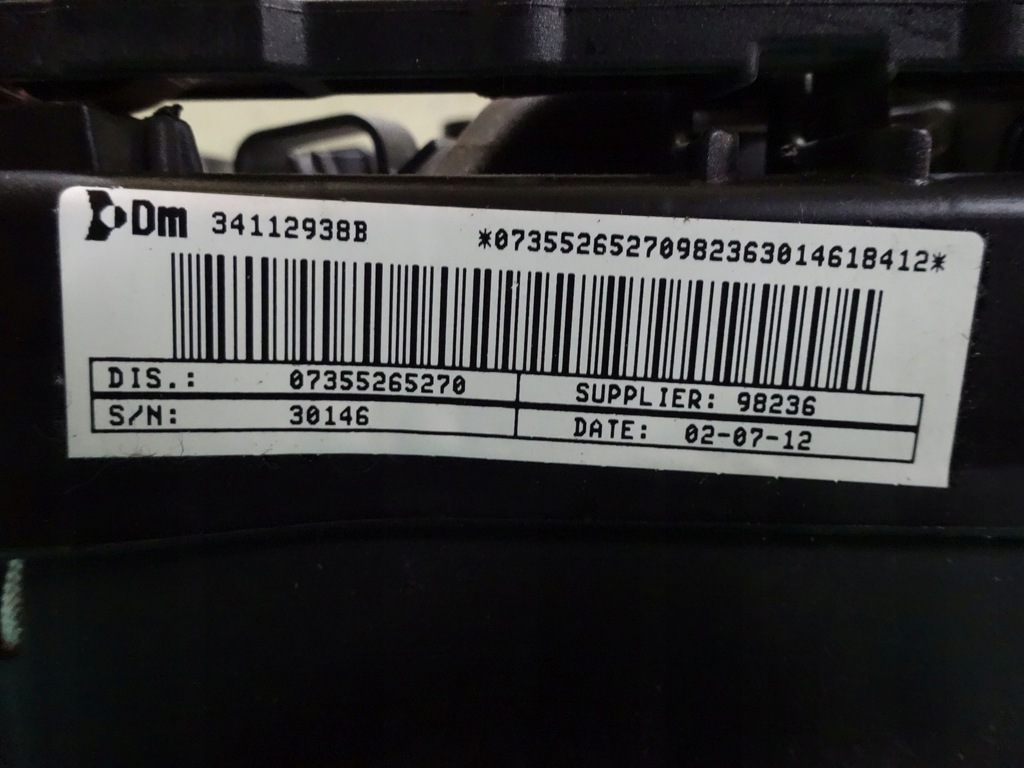 Dm 34112938B *07355265270982363014618412*
DIS.: 07355265270 SUPPLIER: 98236
S/N: 30146 DATE: 02-07-12